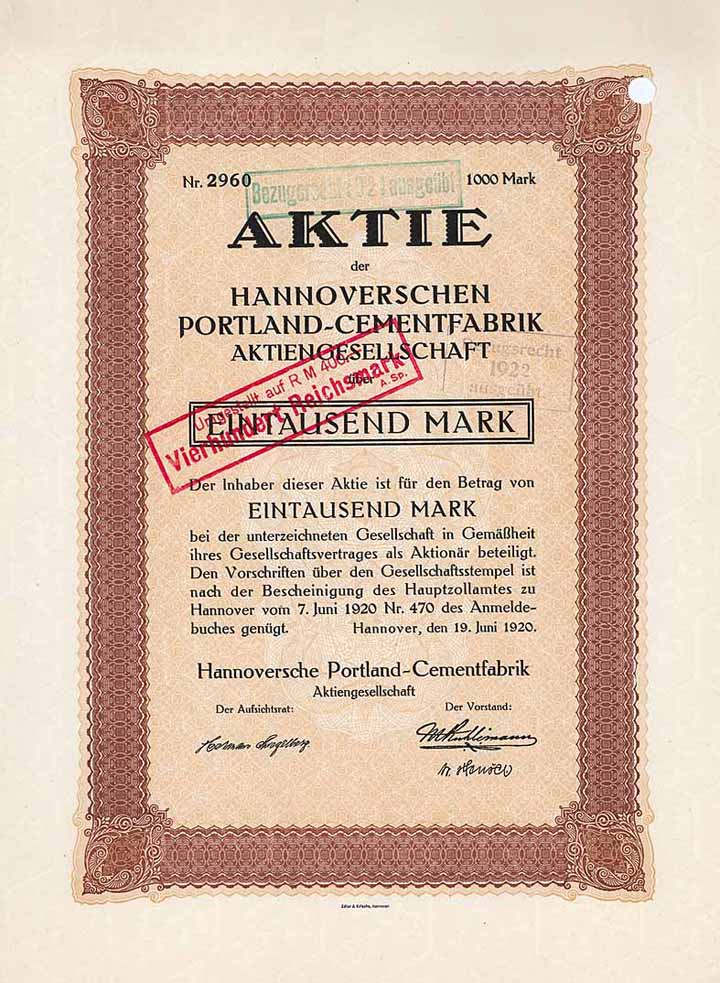 Nr. 2960 1000 Mark
Bezugsrecht 1921 ausgeübt
AKTIE
der
HANNOVERSCHEN
PORTLAND-CEMENTFABRIK
AKTIENGESELLSCHAFT
Bezugsrecht
1922
ausgeübt
über
Umgestellt auf R M 400.-
Vierhundert Reichsmark
A. Sp.
EINTAUSEND MARK
Der Inhaber dieser Aktie ist für den Betrag von
EINTAUSEND MARK
bei der unterzeichneten Gesellschaft in Gemäßheit
ihres Gesellschaftsvertrages als Aktionär beteiligt.
Den Vorschriften über den Gesellschaftsstempel ist
nach der Bescheinigung des Hauptzollamtes zu
Hannover vom 7. Juni 1920 Nr. 470 des Anmelde-
buches genügt. Hannover, den 19. Juni 1920.
Hannoversche Portland-Cementfabrik
Aktiengesellschaft
Der Aufsichtsrat: Der Vorstand: